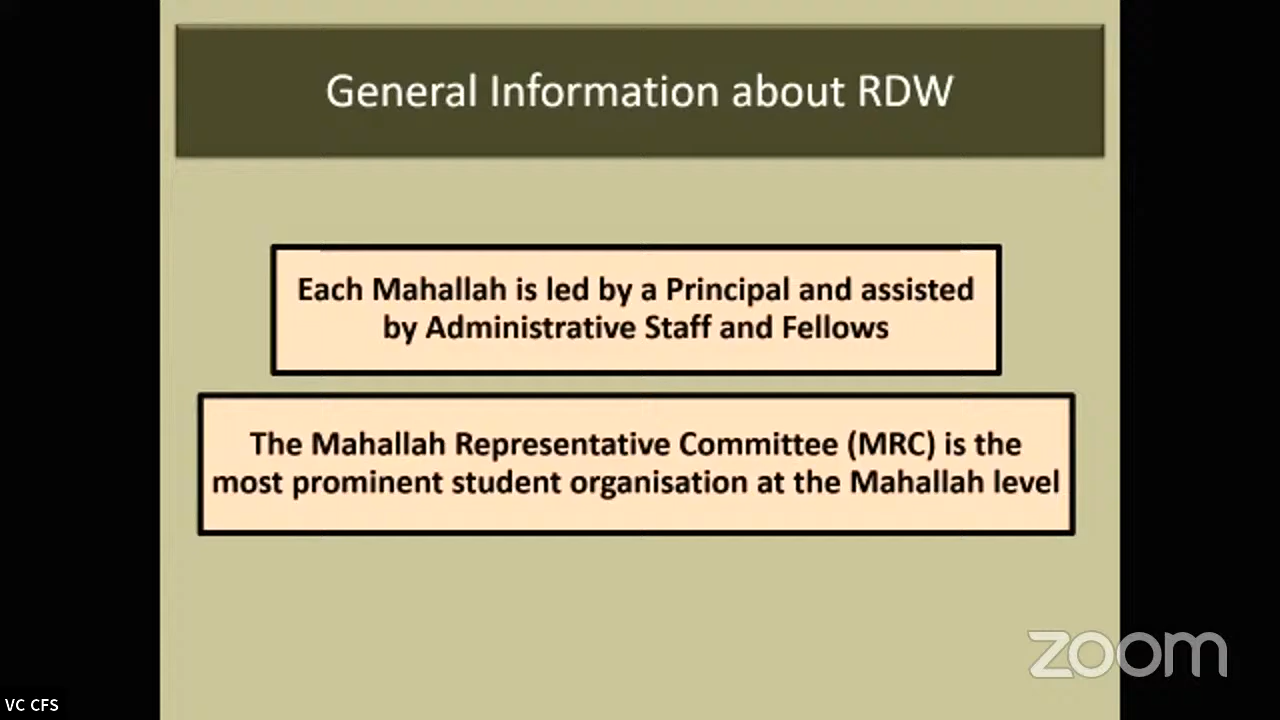 General Information about RDW
Each Mahallah is led by a Principal and assisted
by Administrative Staff and Fellows
The Mahallah Representative Committee (MRC) is the
most prominent student organisation at the Mahallah level
zoom
VC CFS